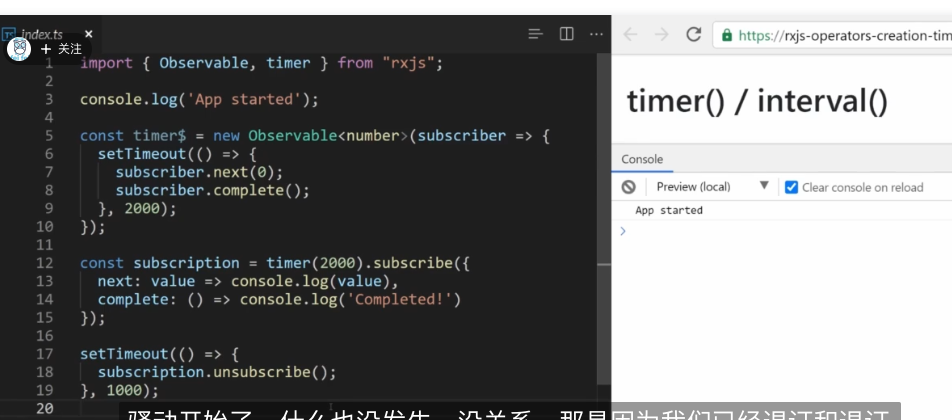 index.ts ×
+ 关注
1 import { Observable, timer } from "rxjs";
2
3 console.log('App started');
4
5 const timer$ = new Observable<number>(subscriber => {
6 setTimeout(() => {
7 subscriber.next(0);
8 subscriber.complete();
9 }, 2000);
10 });
11
12 const subscription = timer(2000).subscribe({
13 next: value => console.log(value),
14 complete: () => console.log('Completed!')
15 });
16
17 setTimeout(() => {
18 subscription.unsubscribe();
19 }, 1000);
20
https://rxjs-operators-creation-tim
timer() / interval()
Console
Preview (local) ▼ Clear console on reload
App started
>
骚动开始了，什么也没发生，没关系，那是因为我们已经退订和退订